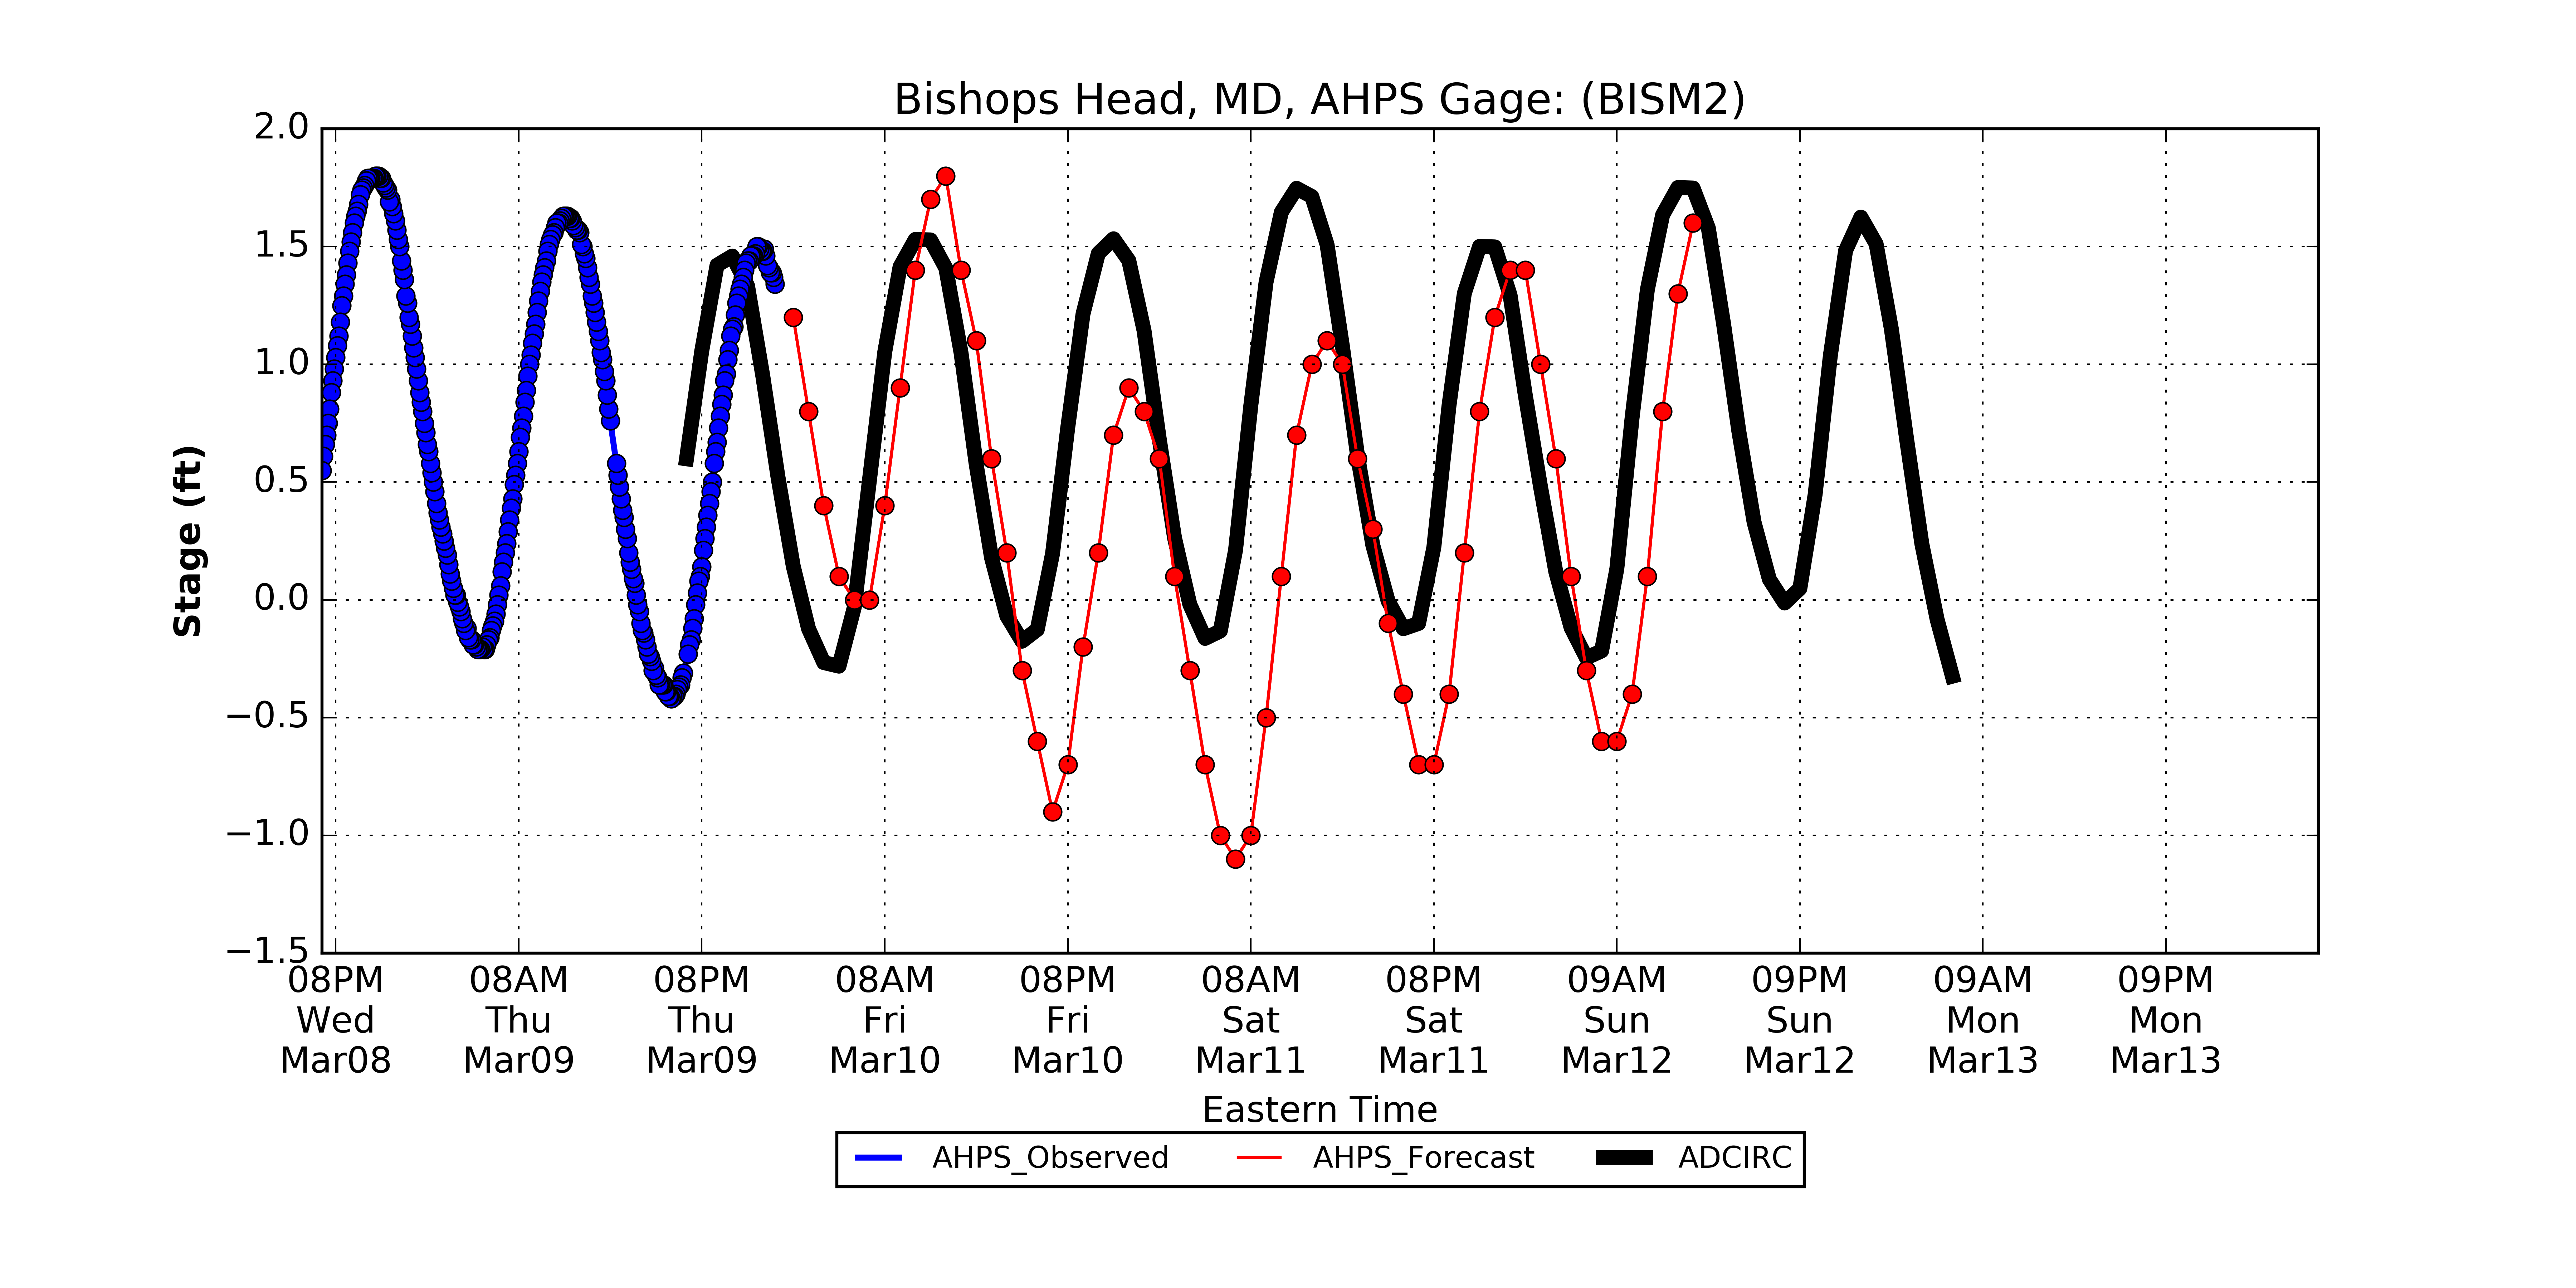 Bishops Head, MD, AHPS Gage: (BISM2)
2.0
1.5
1.0
0.5
0.0
−0.5
−1.0
−1.5
Stage (ft)
08PM 08AM 08PM 08AM 08PM 08AM 08PM 09AM 09PM 09AM 09PM
Wed Thu Thu Fri Fri Sat Sat Sun Sun Mon Mon
Mar08 Mar09 Mar09 Mar10 Mar10 Mar11 Mar11 Mar12 Mar12 Mar13 Mar13
Eastern Time
AHPS_Observed AHPS_Forecast ADCIRC